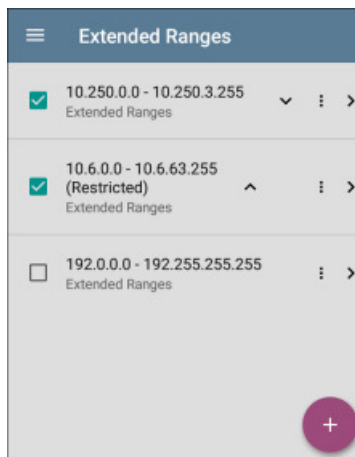 Extended Ranges
10.250.0.0 - 10.250.3.255
Extended Ranges
10.6.0.0 - 10.6.63.255
(Restricted)
Extended Ranges
192.0.0.0 - 192.255.255.255
Extended Ranges